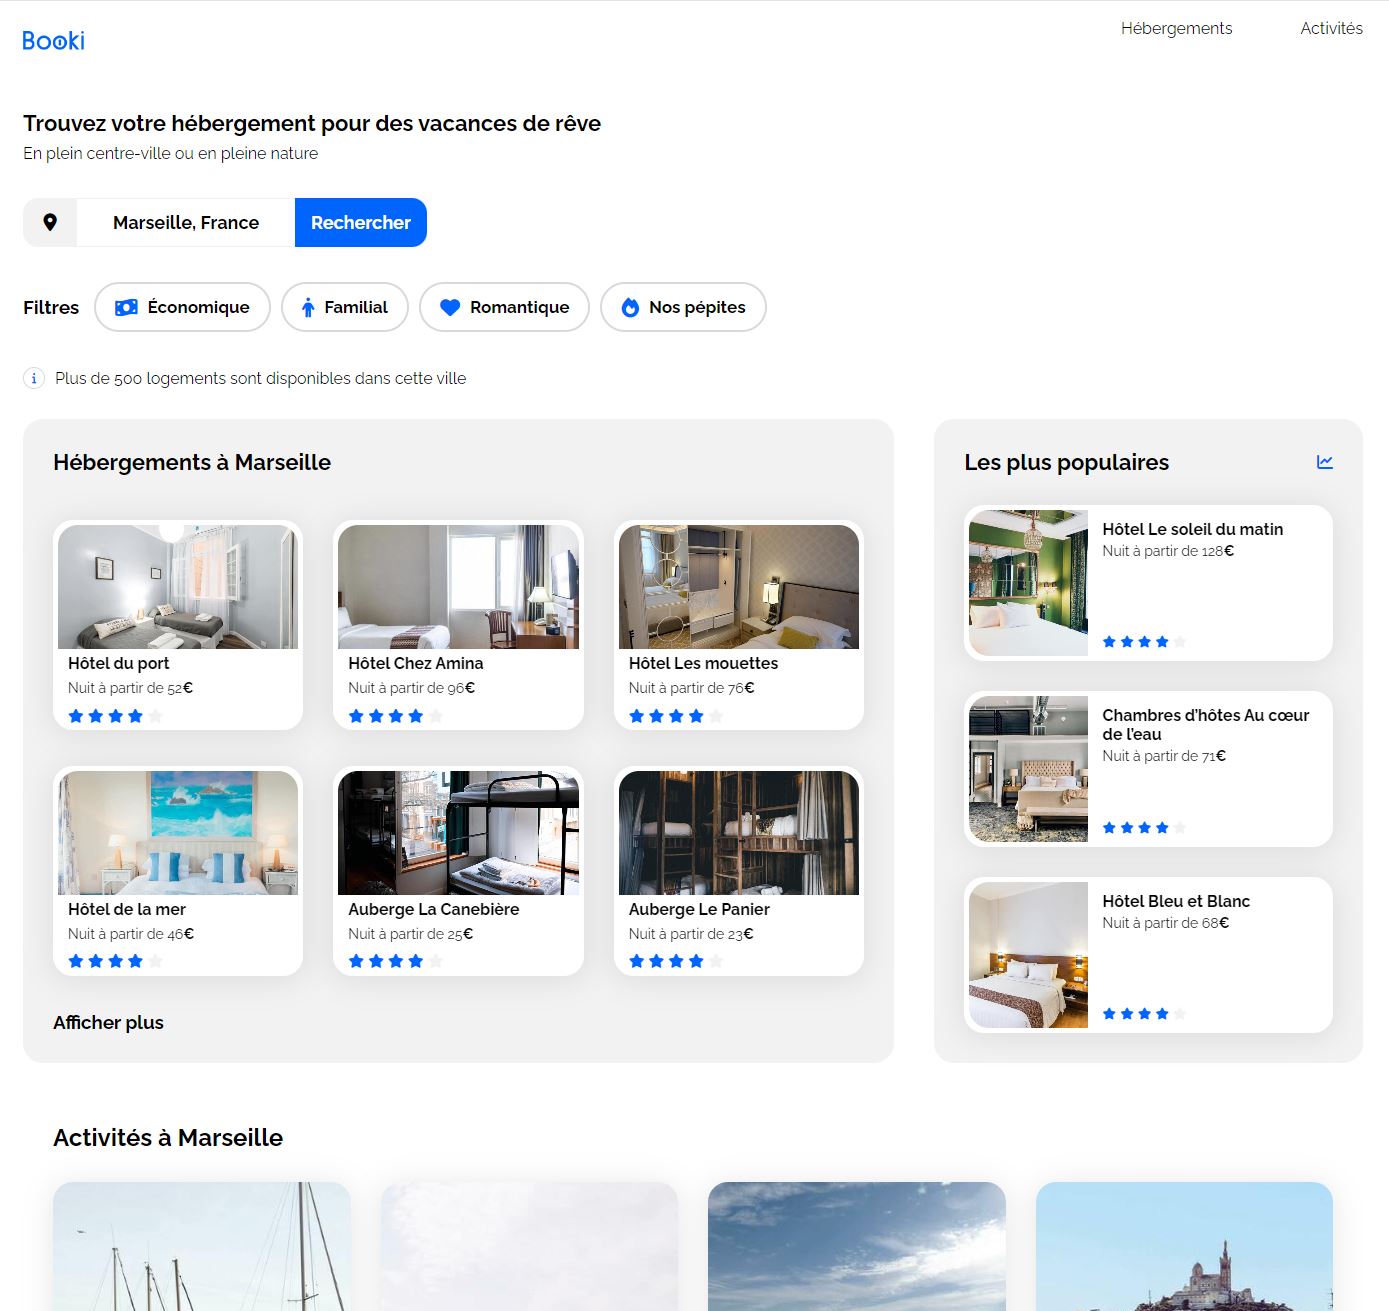 Booki
Hébergements
Activités
Trouvez votre hébergement pour des vacances de rêve
En plein centre-ville ou en pleine nature
Marseille, France
Rechercher
Filtres
Économique
Familial
Romantique
Nos pépites
Plus de 500 logements sont disponibles dans cette ville
Hébergements à Marseille
Hôtel du port
Nuit à partir de 52€
Hôtel Chez Amina
Nuit à partir de 96€
Hôtel Les mouettes
Nuit à partir de 76€
Hôtel de la mer
Nuit à partir de 46€
Auberge La Canebière
Nuit à partir de 25€
Auberge Le Panier
Nuit à partir de 23€
Afficher plus
Les plus populaires
Hôtel Le soleil du matin
Nuit à partir de 128€
Chambres d’hôtes Au cœur
de l’eau
Nuit à partir de 71€
Hôtel Bleu et Blanc
Nuit à partir de 68€
Activités à Marseille